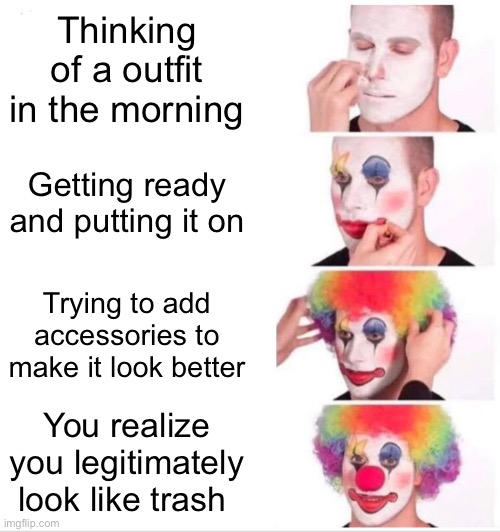 Thinking
of a outfit
in the morning
Getting ready
and putting it on
Trying to add
accessories to
make it look better
You realize
you legitimately
look like trash
imgflip.com